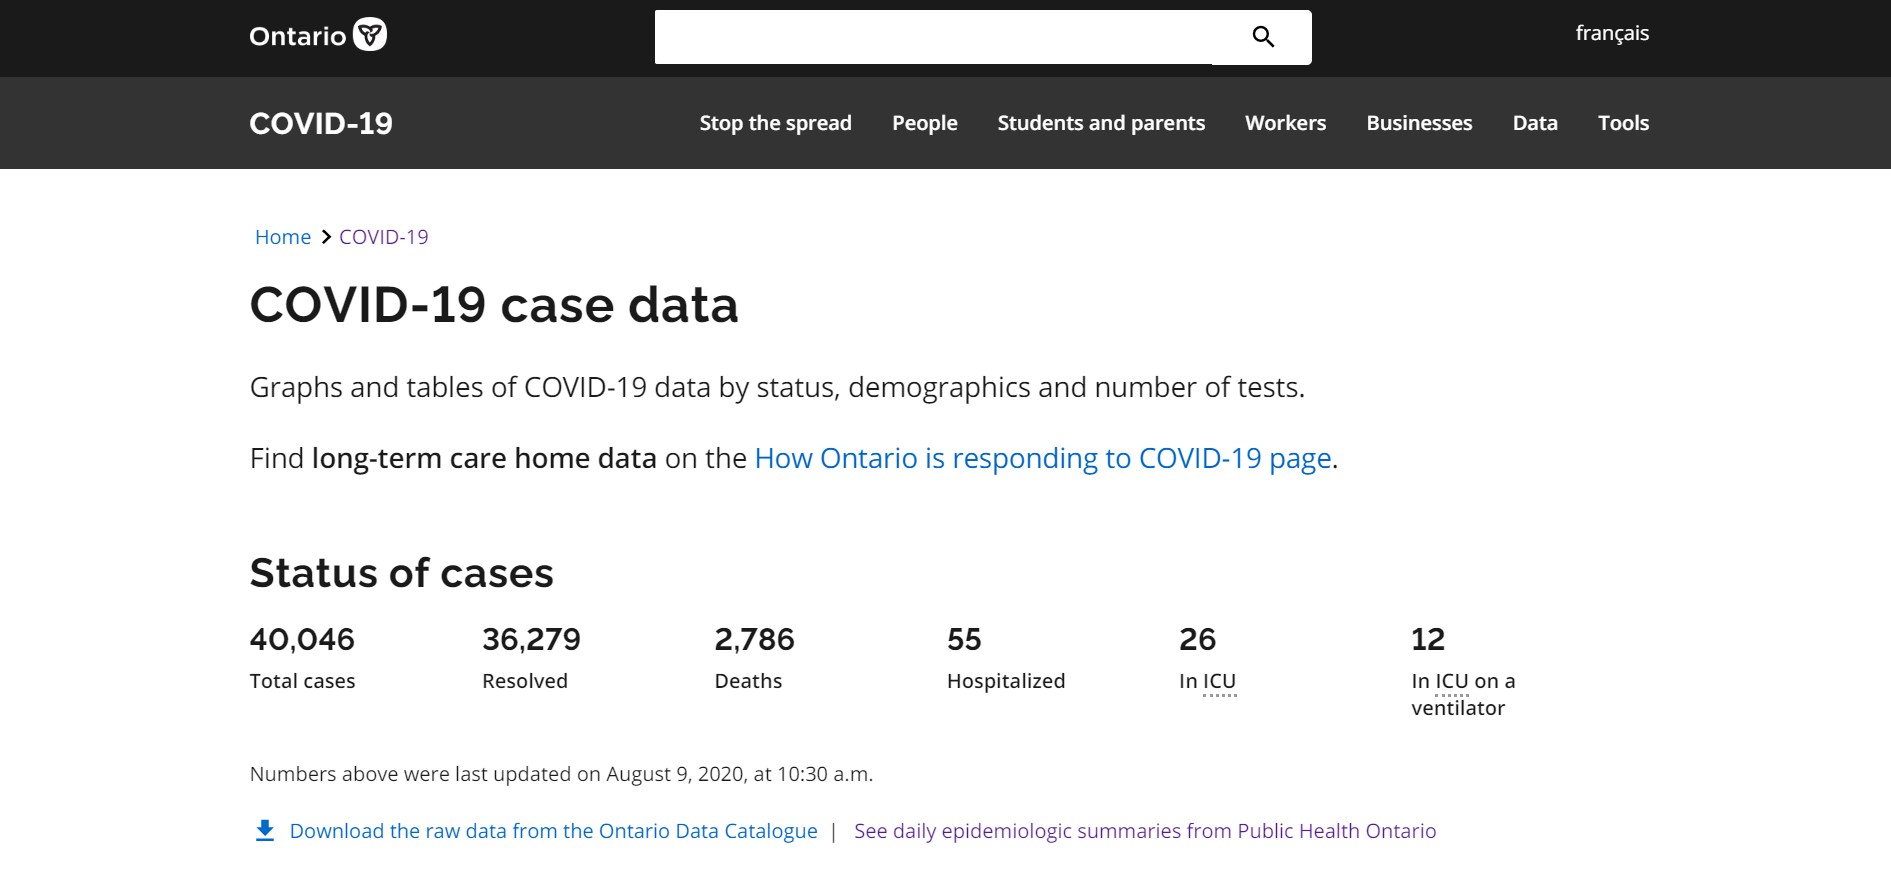 Ontario
français
COVID-19
Stop the spread
People
Students and parents
Workers
Businesses
Data
Tools
Home
COVID-19
COVID-19 case data
Graphs and tables of COVID-19 data by status, demographics and number of tests.
Find long-term care home data on the How Ontario is responding to COVID-19 page.
Status of cases
40,046
Total cases
36,279
Resolved
2,786
Deaths
55
Hospitalized
26
In ICU
12
In ICU on a
ventilator
Numbers above were last updated on August 9, 2020, at 10:30 a.m.
Download the raw data from the Ontario Data Catalogue | See daily epidemiologic summaries from Public Health Ontario